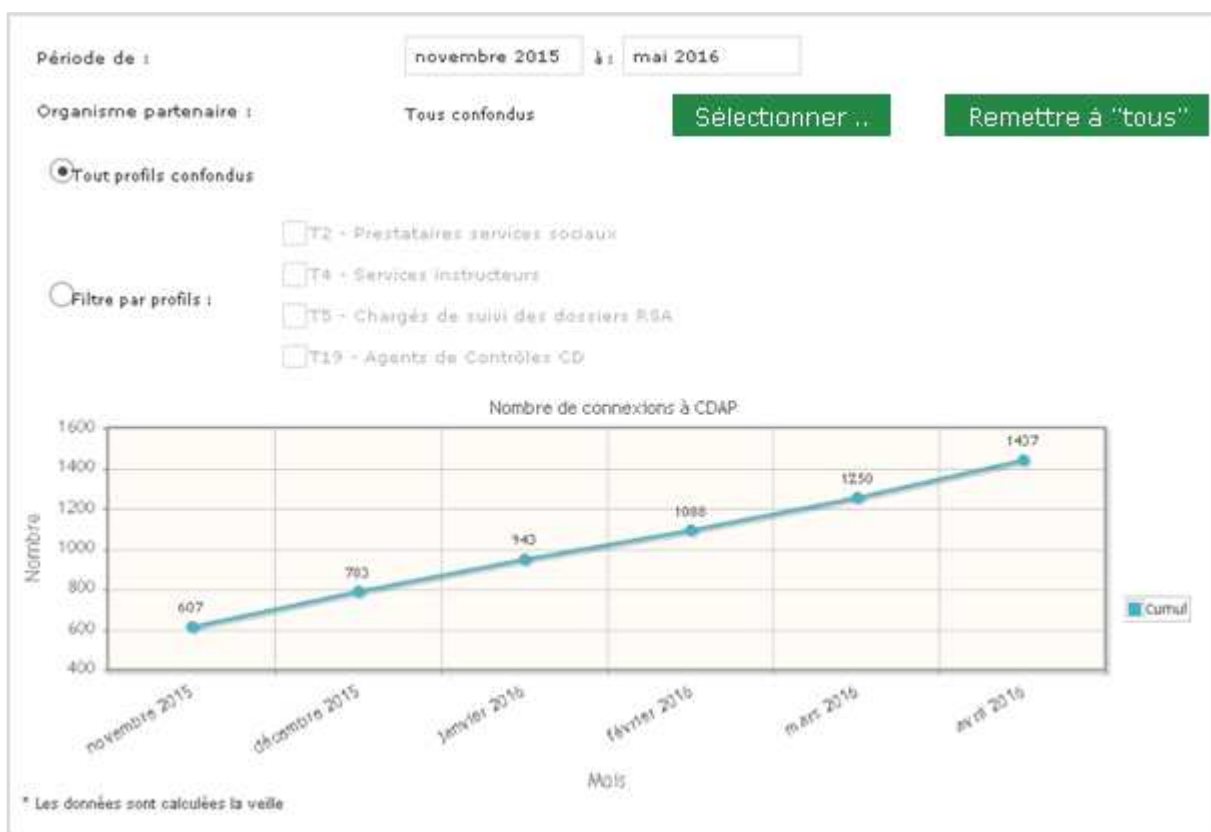 Période de : novembre 2015 à : mai 2016
Organisme partenaire : Tous confondus Sélectionner .. Remettre à "tous"
Tout profils confondus
T2 - Prestataires services sociaux
T4 - Services instructeurs
Filtre par profils :
T5 - Chargés de suivi des dossiers RSA
T19 - Agents de Contrôles CD
Nombre de connexions à CDAP
1600
1400
1200
1000
800
600
400
Nombre
607
783
943
1088
1250
1437
Cumul
novembre 2015
décembre 2015
janvier 2016
février 2016
mars 2016
avril 2016
Mois
* Les données sont calculées la veille